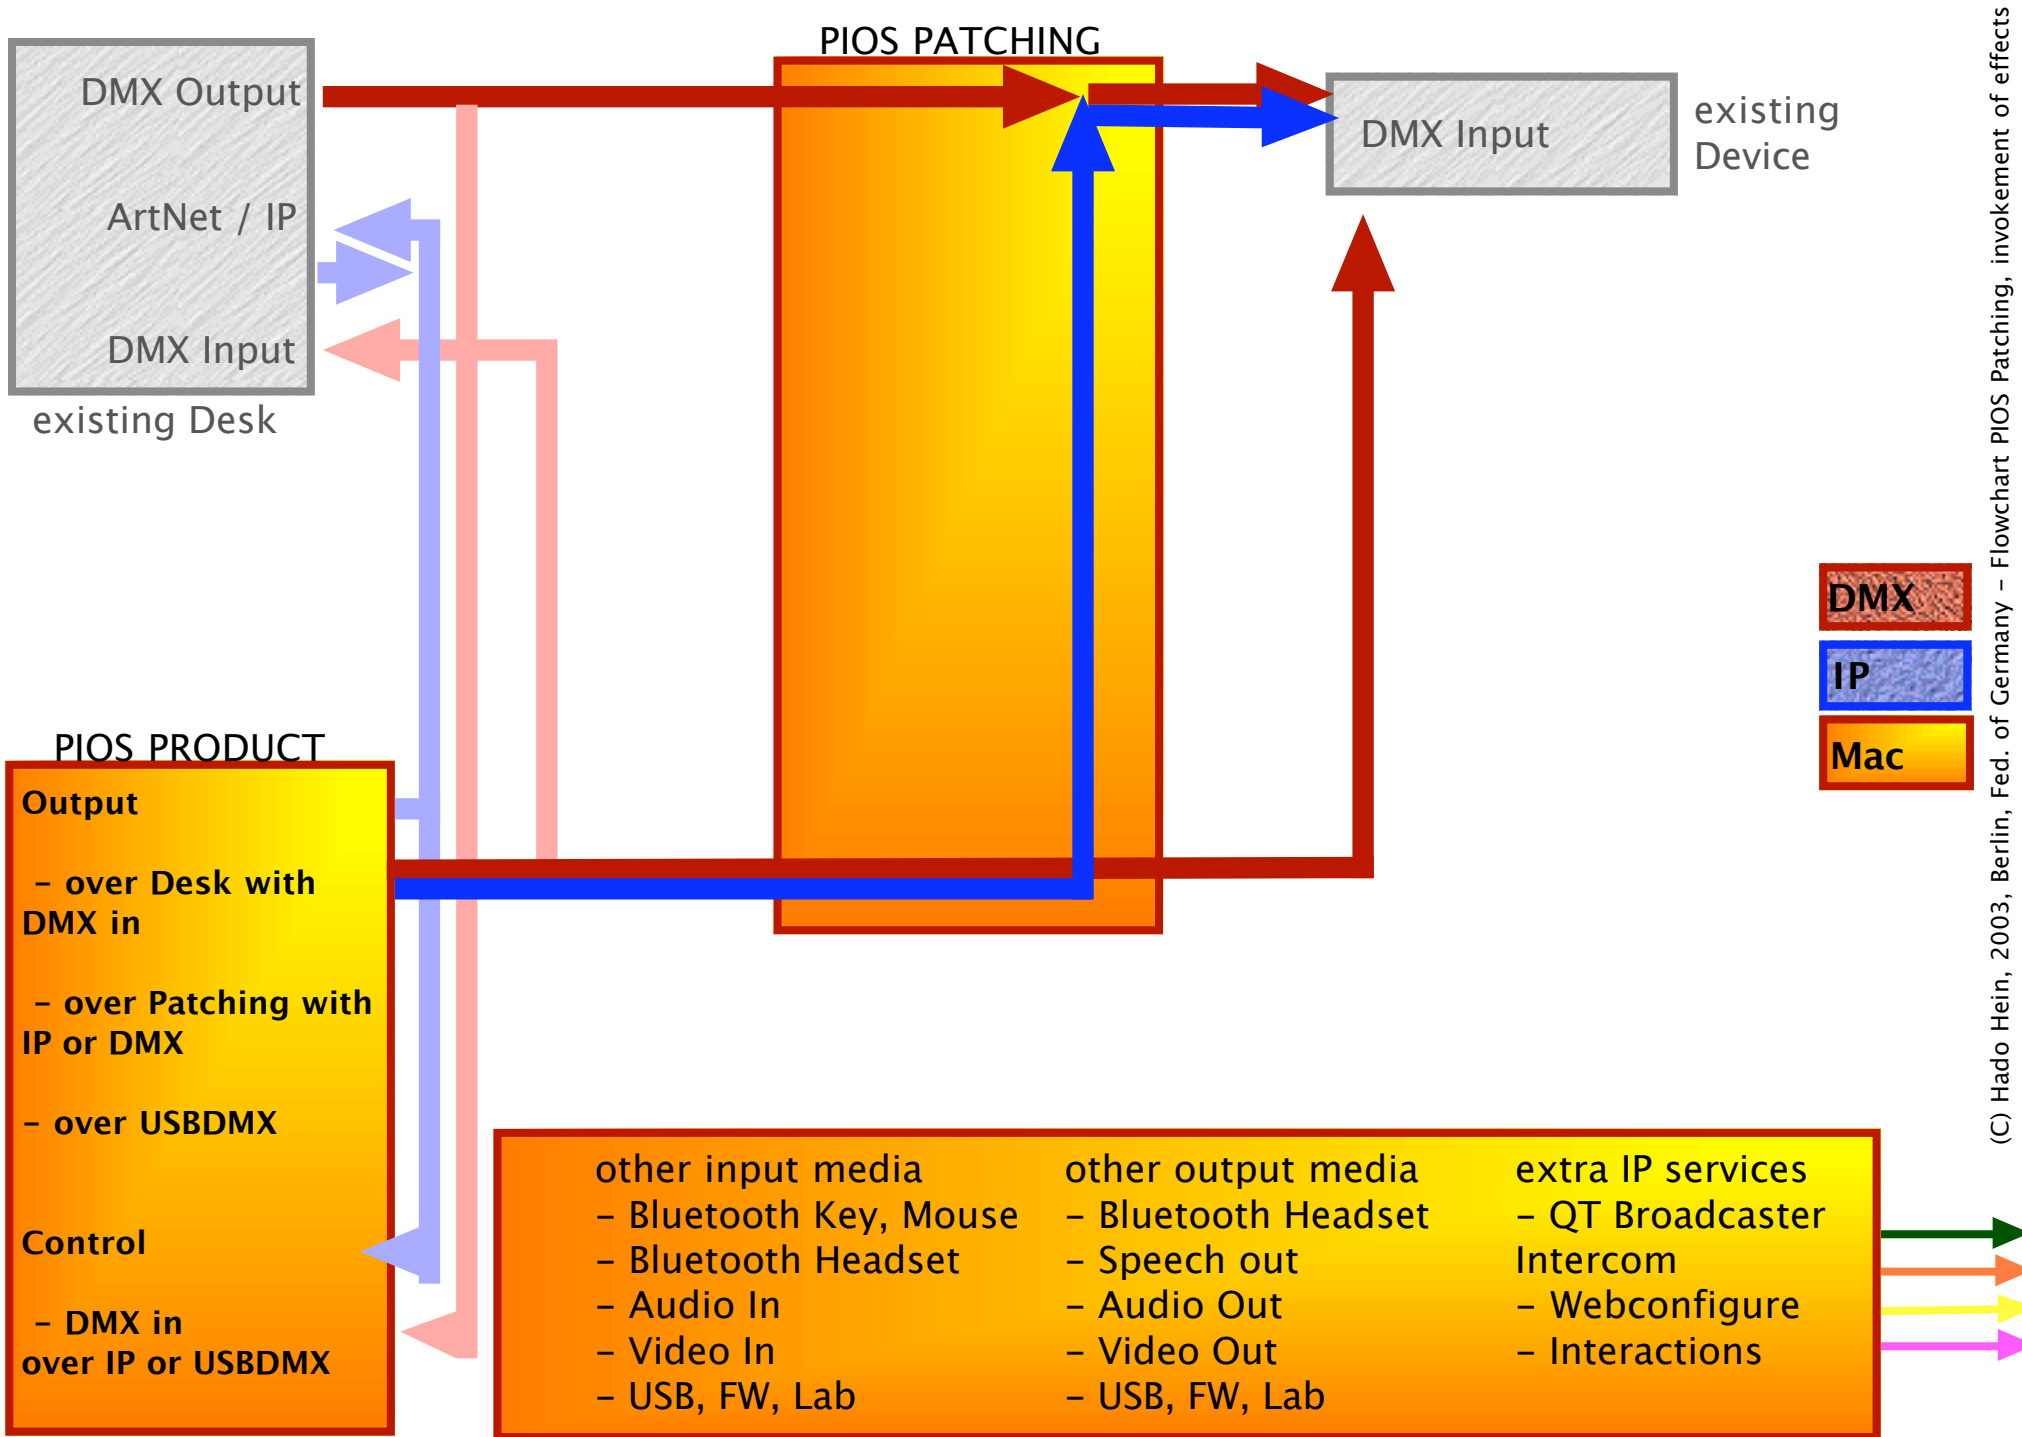 PIOS PATCHING
DMX Output
ArtNet / IP
DMX Input
existing Desk
DMX Input
existing
Device
DMX
IP
Mac
PIOS PRODUCT
Output
– over Desk with
DMX in
– over Patching with
IP or DMX
– over USBDMX
Control
– DMX in
over IP or USBDMX
other input media
– Bluetooth Key, Mouse
– Bluetooth Headset
– Audio In
– Video In
– USB, FW, Lab
other output media
– Bluetooth Headset
– Speech out
– Audio Out
– Video Out
– USB, FW, Lab
extra IP services
– QT Broadcaster
Intercom
– Webconfigure
– Interactions
(C) Hado Hein, 2003, Berlin, Fed. of Germany – Flowchart PIOS Patching, invokement of effects